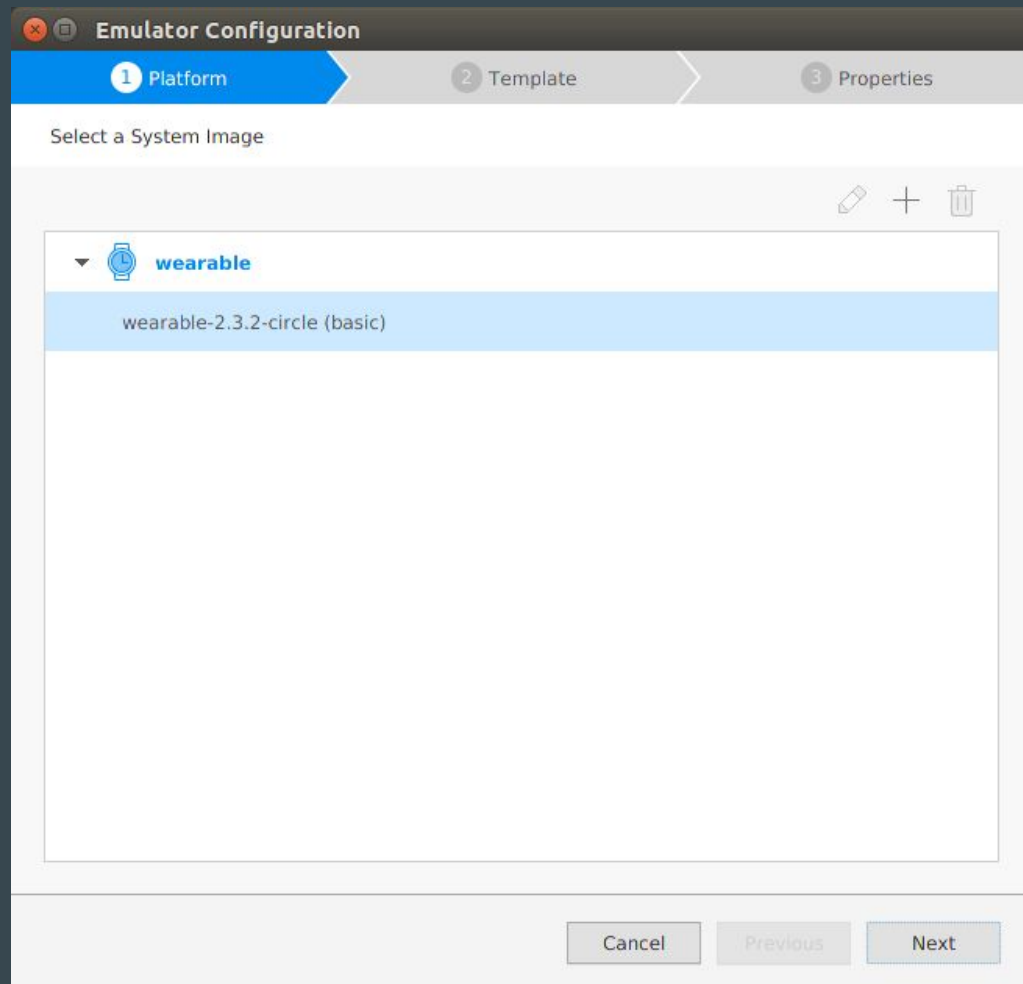 Emulator Configuration
1 Platform
2 Template
3 Properties
Select a System Image
wearable
wearable-2.3.2-circle (basic)
Cancel
Previous
Next